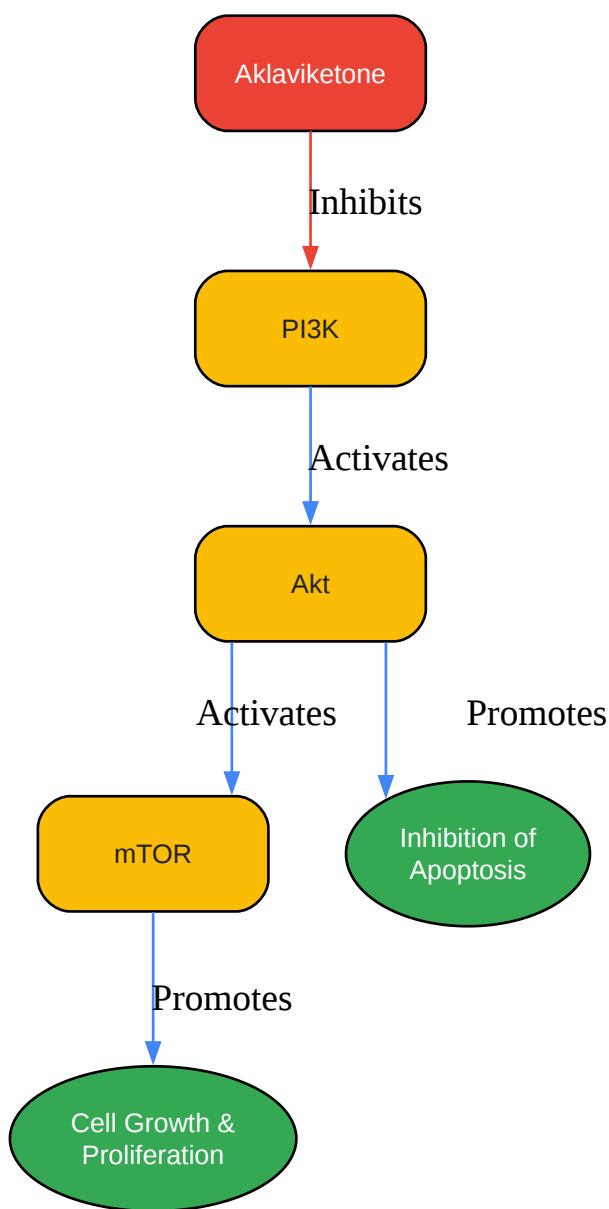 Aklaviketone
Inhibits
PI3K
Activates
Akt
Activates
Promotes
mTOR
Inhibition of
Apoptosis
Promotes
Cell Growth &
Proliferation